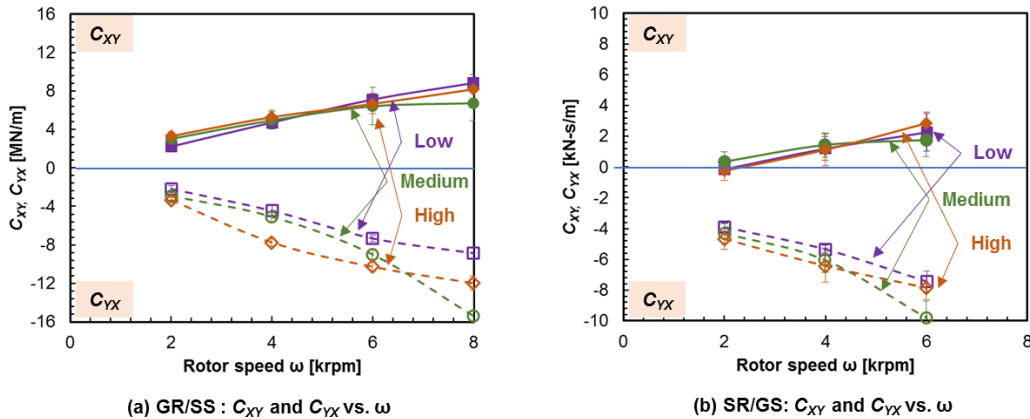 16
12
8
4
0
-4
-8
-12
-16
C_XY, C_YX [MN/m]
C_XY
Low
Medium
High
C_YX
0 2 4 6 8
Rotor speed ω [krpm]
(a) GR/SS : C_XY and C_YX vs. ω
10
8
6
4
2
0
-2
-4
-6
-8
-10
C_XY, C_YX [kN-s/m]
C_XY
Low
Medium
High
C_YX
0 2 4 6 8
Rotor speed ω [krpm]
(b) SR/GS: C_XY and C_YX vs. ω